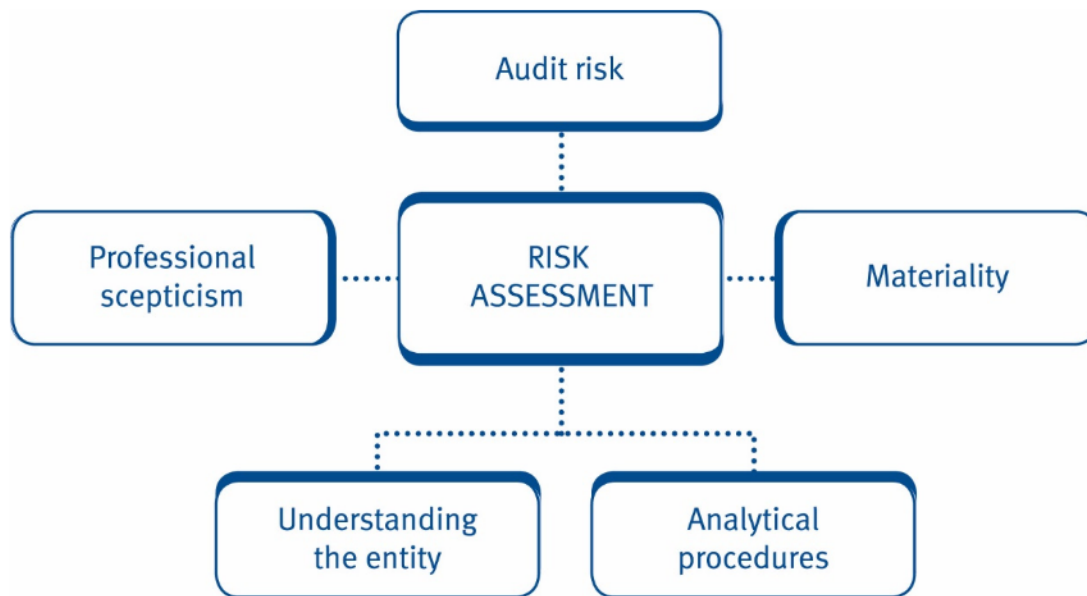 Audit risk
Professional
scepticism
RISK
ASSESSMENT
Materiality
Understanding
the entity
Analytical
procedures